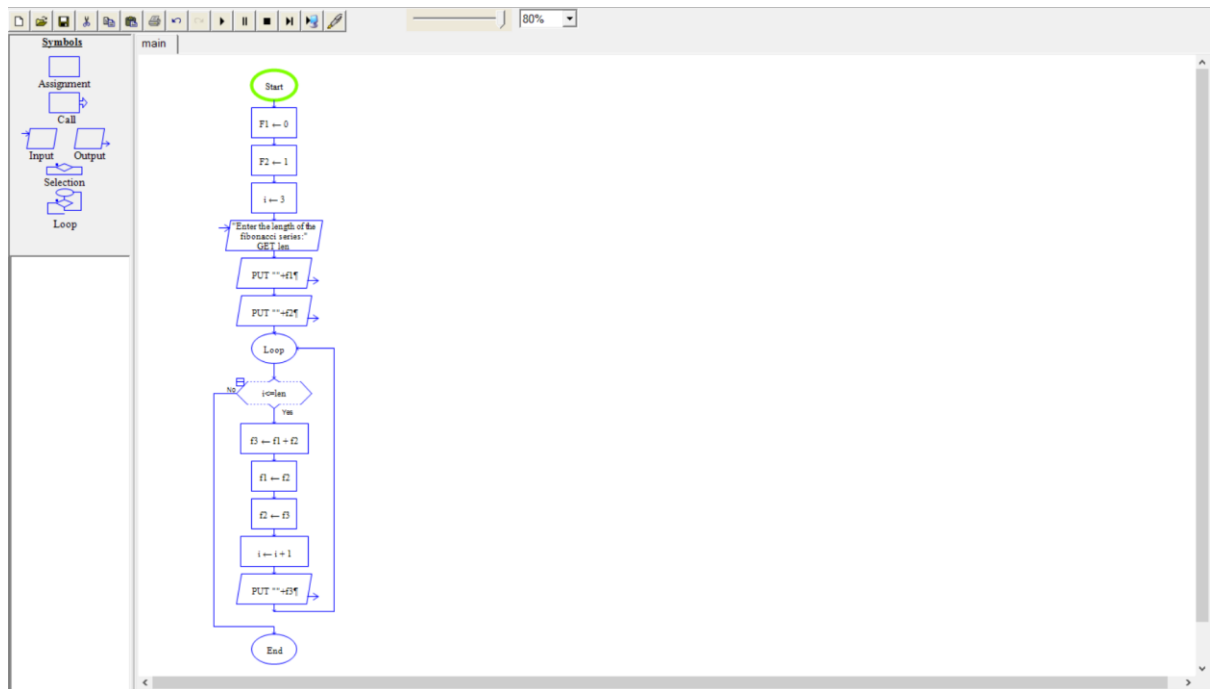 80%
Symbols
Assignment
Call
Input Output
Selection
Loop
main
Start
F1 ← 0
F2 ← 1
i ← 3
"Enter the length of the
fibonacci series:"
GET len
PUT ""+f1¶
PUT ""+f2¶
Loop
No
i<=len
Yes
f3 ← f1 + f2
f1 ← f2
f2 ← f3
i ← i + 1
PUT ""+f3¶
End